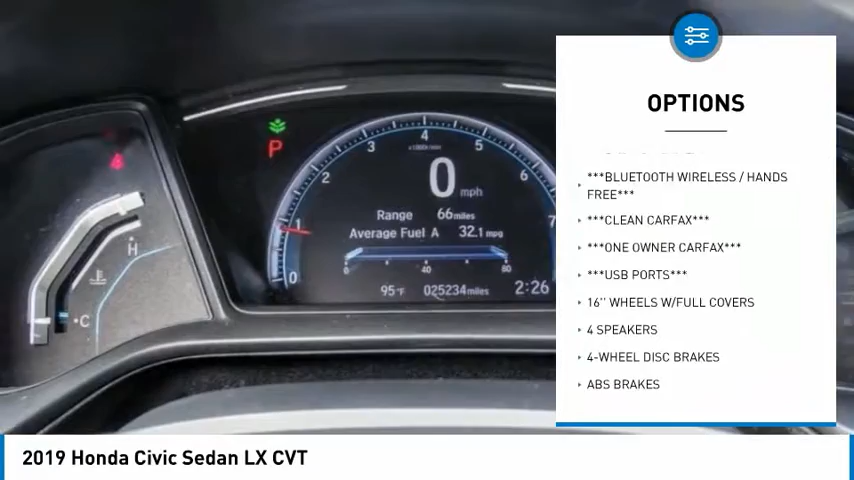 OPTIONS
***BLUETOOTH WIRELESS / HANDS
FREE***
***CLEAN CARFAX***
***ONE OWNER CARFAX***
***USB PORTS***
16'' WHEELS W/FULL COVERS
4 SPEAKERS
4-WHEEL DISC BRAKES
ABS BRAKES
P
0 1 2 3 4 5 6 7
0 mph
Range 66 miles
Average Fuel A 32.1 mpg
0 40 80
95°F 025234 miles 2:26
H
C
2019 Honda Civic Sedan LX CVT